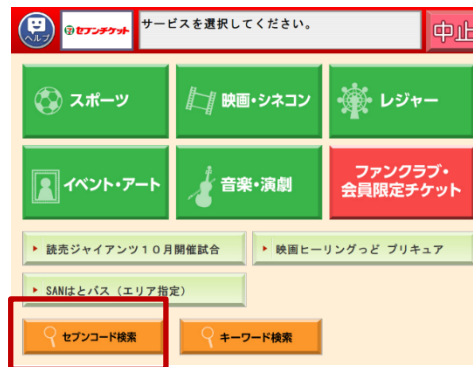 ヘルプ
セブンチケット
サービスを選択してください。
中止
スポーツ
映画・シネコン
レジャー
イベント・アート
音楽・演劇
ファンクラブ・
会員限定チケット
読売ジャイアンツ１０月開催試合
映画ヒーリングっど プリキュア
SANはとバス（エリア指定）
セブンコード検索
キーワード検索